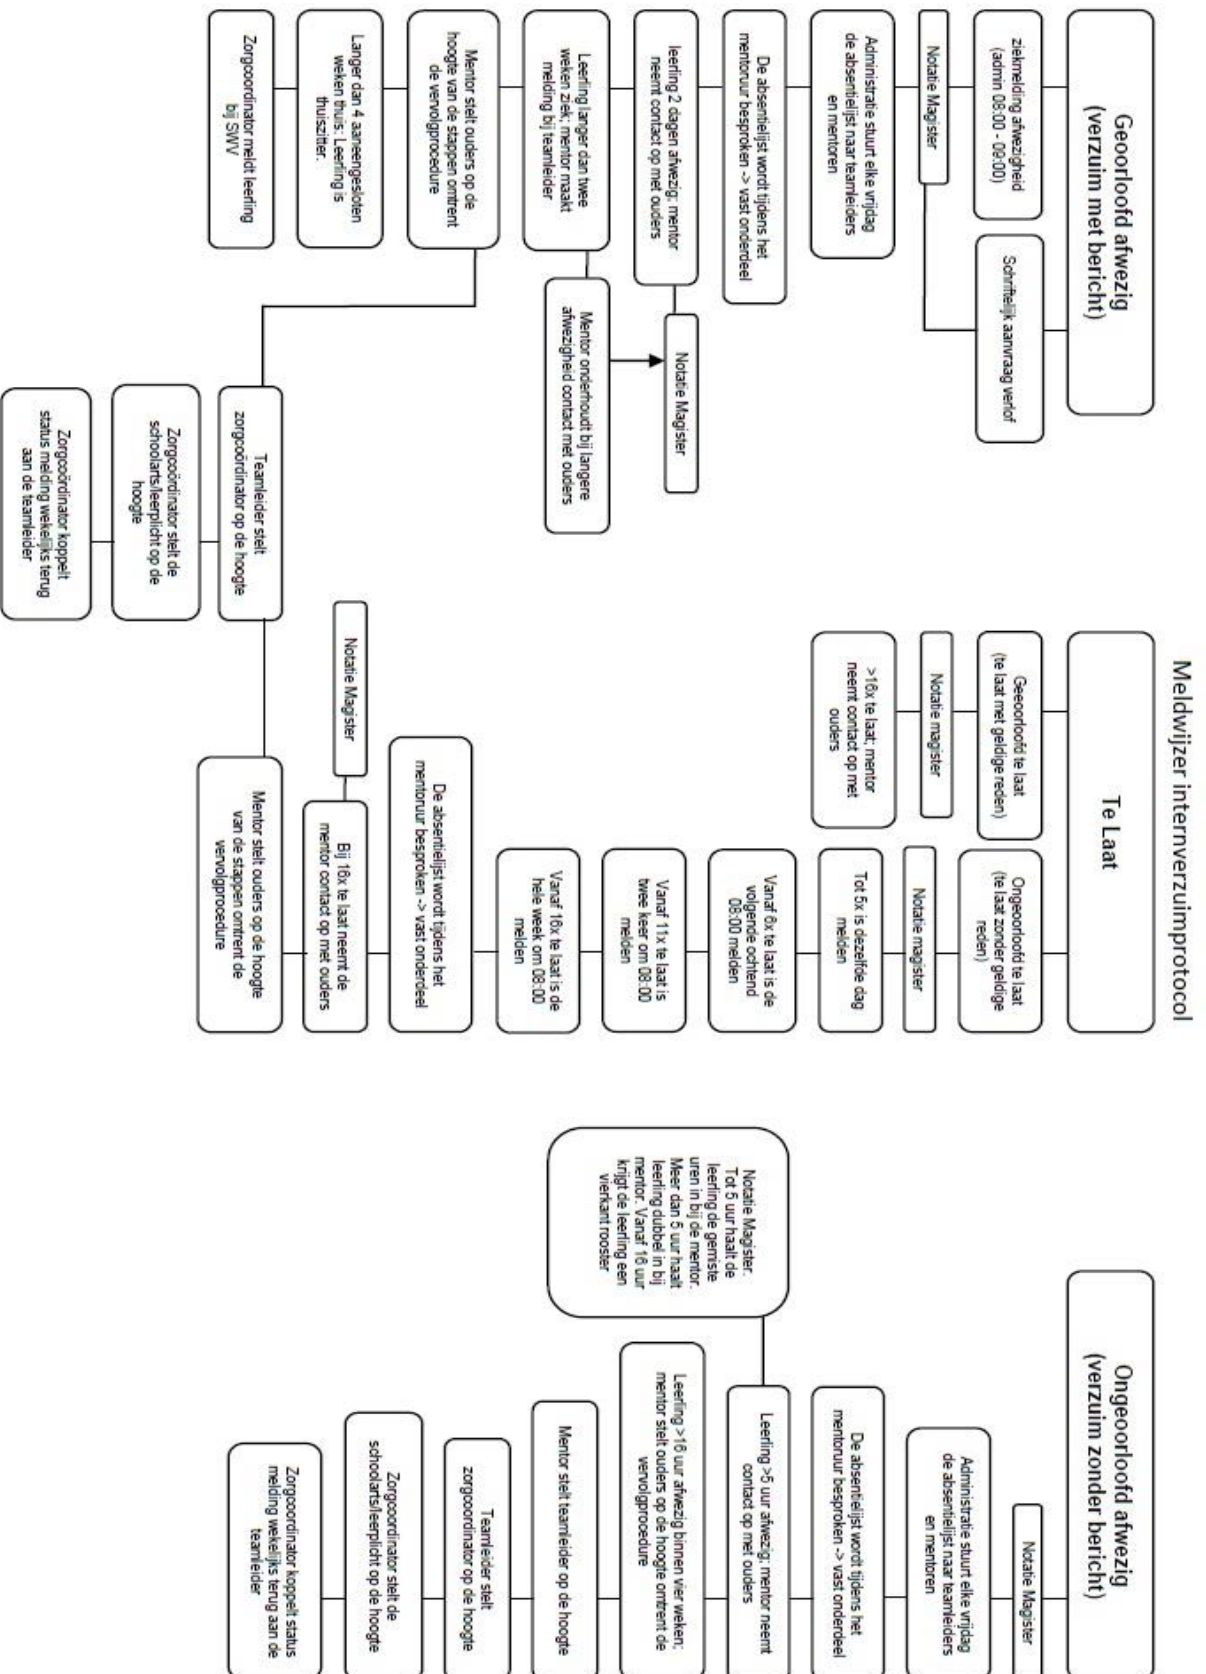 Meldwijzer internverzuimprotocol
Geoorloofd afwezig
(verzuim met bericht)
ziekmelding afwezigheid
(admin 08:00 - 09:00)
Schriftelijk aanvraag verlof
Notatie Magister
Administratie stuurt elke vrijdag
de absentielijst naar teamleiders
en mentoren
De absentielijst wordt tijdens het
mentoruur besproken -> vast onderdeel
leerling 2 dagen afwezig; mentor
neemt contact op met ouders
Notatie Magister
Leerling langer dan twee
weken ziek; mentor maakt
melding bij teamleider
Mentor onderhoudt bij langere
afwezigheid contact met ouders
Mentor stelt ouders op de
hoogte van de stappen omtrent
de vervolgprocedure
Langer dan 4 aaneengesloten
weken thuis: Leerling is
thuiszitter.
Zorgcoordinator meldt leerling
bij SWV
Teamleider stelt
zorgcoördinator op de hoogte
Zorgcoördinator stelt de
schoolarts/leerplicht op de
hoogte
Zorgcoördinator koppelt
status melding wekelijks terug
aan de teamleider
Te Laat
Geeoorloofd te laat
(te laat met geldige reden)
Notatie magister
>16x te laat; mentor
neemt contact op met
ouders
Ongeoorloofd te laat
(te laat zonder geldige
reden)
Notatie magister
Tot 5x is dezelfde dag
melden
Vanaf 6x te laat is de
volgende ochtend
08:00 melden
Vanaf 11x te laat is
twee keer om 08:00
melden
Vanaf 16x te laat is de
hele week om 08:00
melden
De absentielijst wordt tijdens het
mentoruur besproken -> vast onderdeel
Notatie Magister
Bij 16x te laat neemt de
mentor contact op met ouders
Mentor stelt ouders op de hoogte
van de stappen omtrent de
vervolgprocedure
Ongeoorloofd afwezig
(verzuim zonder bericht)
Notatie Magister
Administratie stuurt elke vrijdag
de absentielijst naar teamleiders
en mentoren
De absentielijst wordt tijdens het
mentoruur besproken -> vast onderdeel
Leerling >5 uur afwezig; mentor neemt
contact op met ouders
Notatie Magister.
Tot 5 uur haalt de
leerling de gemiste
uren in bij de mentor.
Meer dan 5 uur haalt
leerling dubbel in bij
mentor. Vanaf 16 uur
krijgt de leerling een
vierkant rooster
Leerling >16 uur afwezig binnen vier weken;
mentor stelt ouders op de hoogte omtrent de
vervolgprocedure
Mentor stelt teamleider op de hoogte
Teamleider stelt
zorgcoordinator op de hoogte
Zorgcoordinator stelt de
schoolarts/leerplicht op de hoogte
Zorgcoordinator koppelt status
melding wekelijks terug aan de
teamleider